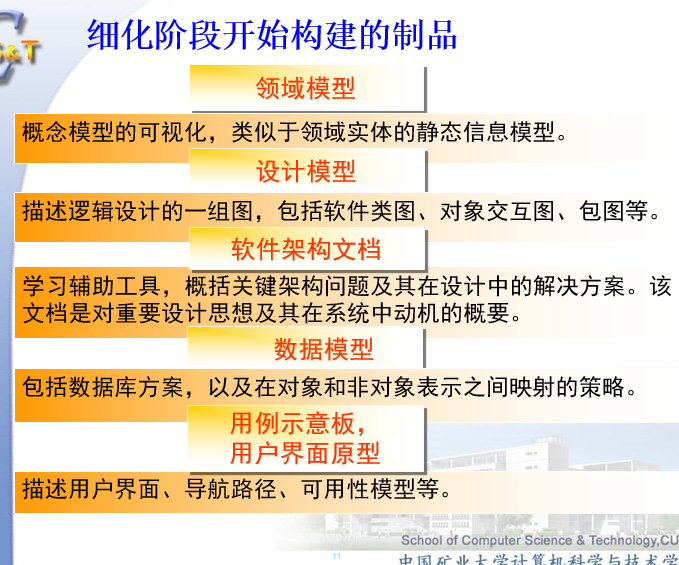 S&T
细化阶段开始构建的制品
领域模型
概念模型的可视化，类似于领域实体的静态信息模型。
设计模型
描述逻辑设计的一组图，包括软件类图、对象交互图、包图等。
软件架构文档
学习辅助工具，概括关键架构问题及其在设计中的解决方案。该
文档是对重要设计思想及其在系统中动机的概要。
数据模型
包括数据库方案，以及在对象和非对象表示之间映射的策略。
用例示意板，
用户界面原型
描述用户界面、导航路径、可用性模型等。
School of Computer Science & Technology,CU
11
中国矿业大学计算机科学与技术学